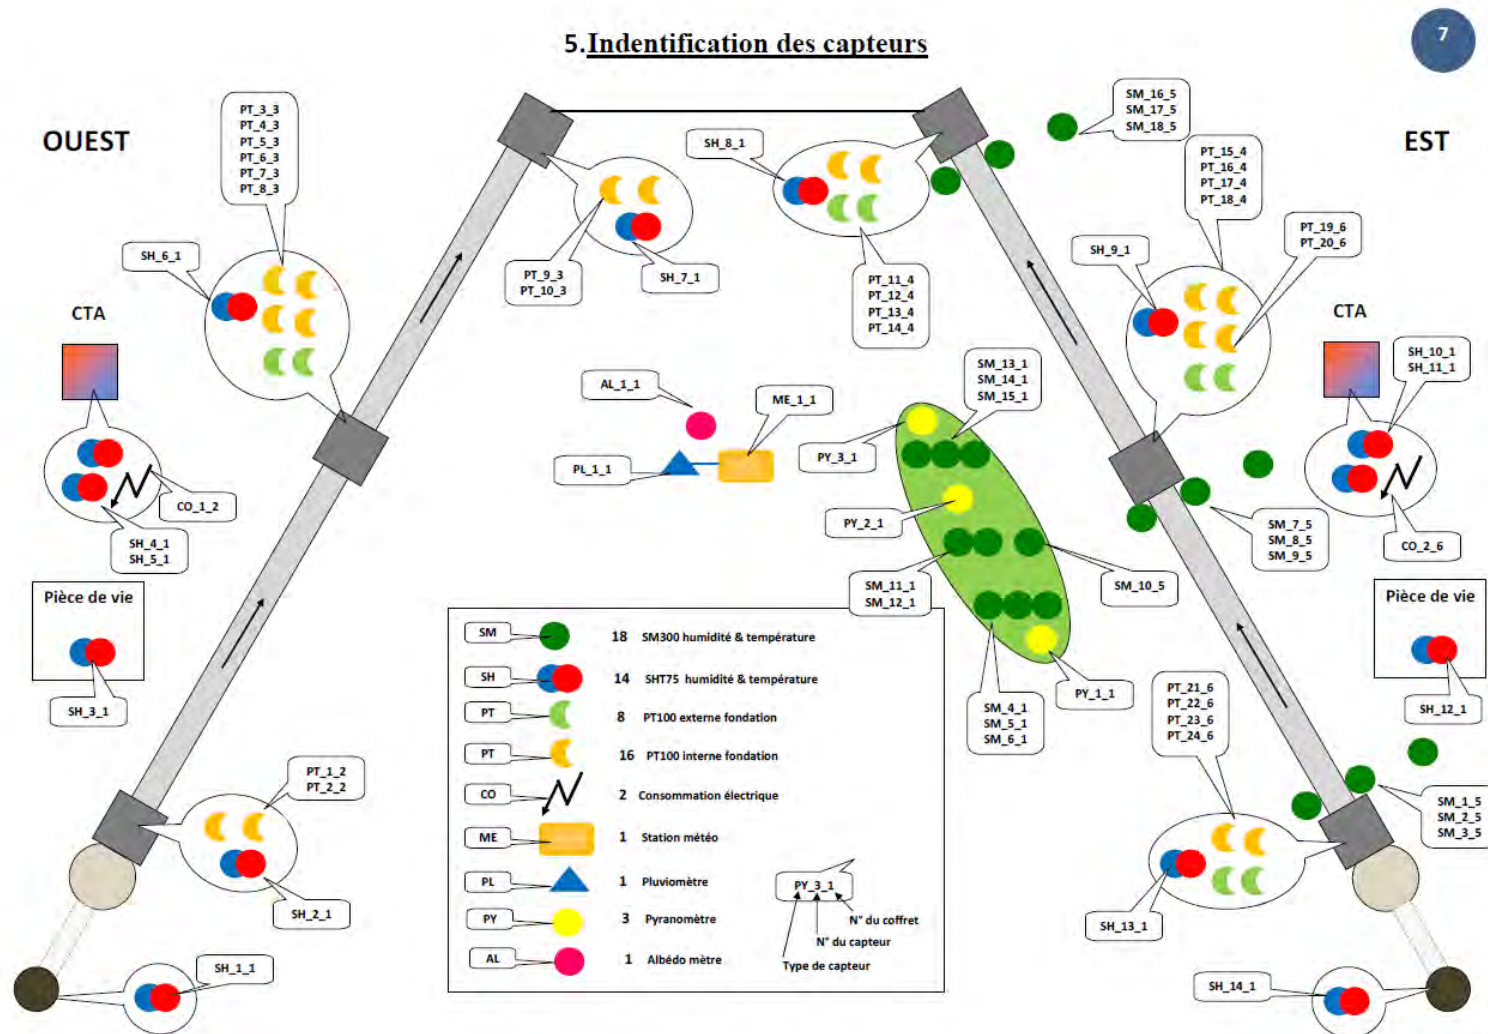 5.Indentification des capteurs
7
OUEST
EST
PT_3_3
PT_4_3
PT_5_3
PT_6_3
PT_7_3
PT_8_3
SH_6_1
CTA
CO_1_2
SH_4_1
SH_5_1
Pièce de vie
SH_3_1
PT_1_2
PT_2_2
SH_2_1
SH_1_1
PT_9_3
PT_10_3
SH_7_1
SH_8_1
PT_11_4
PT_12_4
PT_13_4
PT_14_4
SM_16_5
SM_17_5
SM_18_5
PT_15_4
PT_16_4
PT_17_4
PT_18_4
PT_19_6
PT_20_6
SH_9_1
CTA
SH_10_1
SH_11_1
CO_2_6
AL_1_1
ME_1_1
PL_1_1
SM_13_1
SM_14_1
SM_15_1
PY_3_1
PY_2_1
SM_11_1
SM_12_1
SM_10_5
SM_7_5
SM_8_5
SM_9_5
SM_4_1
SM_5_1
SM_6_1
PY_1_1
Pièce de vie
SH_12_1
PT_21_6
PT_22_6
PT_23_6
PT_24_6
SM_1_5
SM_2_5
SM_3_5
SH_13_1
SH_14_1
SM 18 SM300 humidité & température
SH 14 SHT75 humidité & température
PT 8 PT100 externe fondation
PT 16 PT100 interne fondation
CO 2 Consommation électrique
ME 1 Station météo
PL 1 Pluviomètre
PY 3 Pyranomètre
AL 1 Albédo mètre
PY_3_1
N° du coffret
N° du capteur
Type de capteur